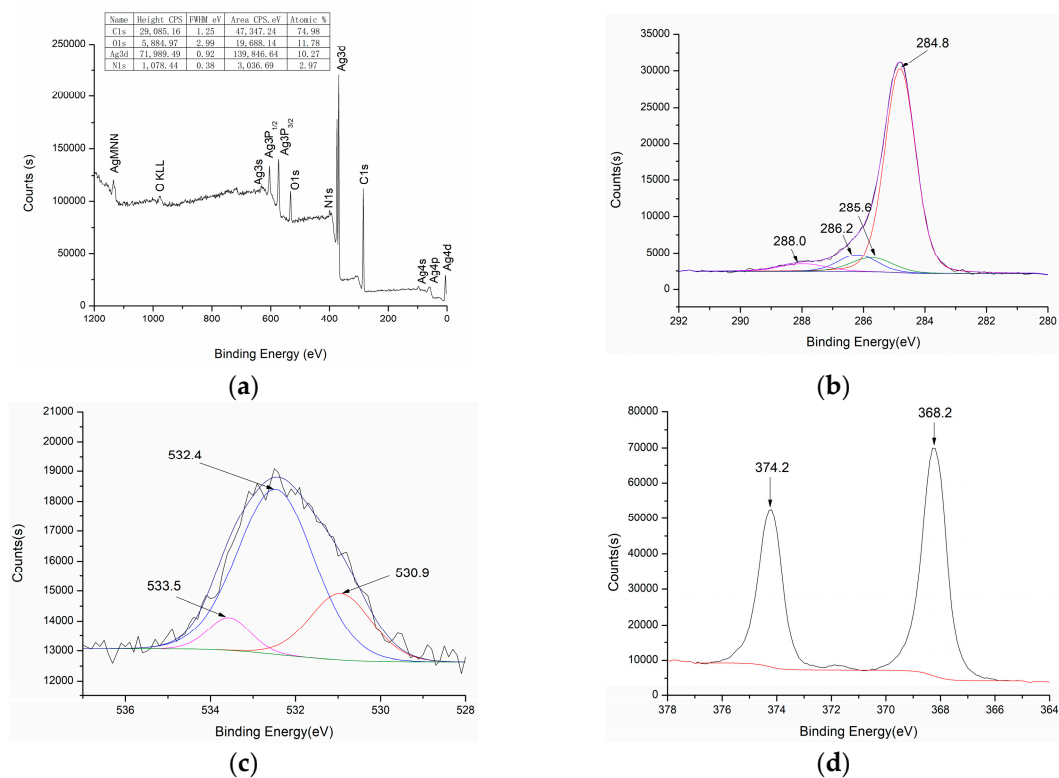 Name Height CPS FWHM eV Area CPS.eV Atomic %
C1s 29,085.16 1.25 47,347.24 74.98
O1s 5,884.97 2.99 19,688.14 11.78
Ag3d 71,989.49 0.92 139,846.64 10.27
N1s 1,078.44 0.38 3,036.69 2.97
250000
200000
150000
100000
50000
0
Counts (s)
AgMNN
O KLL
Ag3s
Ag3P1/2
Ag3P3/2
O1s
N1s
Ag3d
C1s
Ag4s
Ag4p
Ag4d
1200 1000 800 600 400 200 0
Binding Energy (eV)
(a)
35000
30000
25000
20000
15000
10000
5000
0
Counts (s)
284.8
285.6
286.2
288.0
292 290 288 286 284 282 280
Binding Energy(eV)
(b)
21000
20000
19000
18000
17000
16000
15000
14000
13000
12000
Counts(s)
532.4
533.5
530.9
536 534 532 530 528
Binding Energy(eV)
(c)
80000
70000
60000
50000
40000
30000
20000
10000
0
Counts(s)
374.2
368.2
378 376 374 372 370 368 366 364
Binding Energy(eV)
(d)